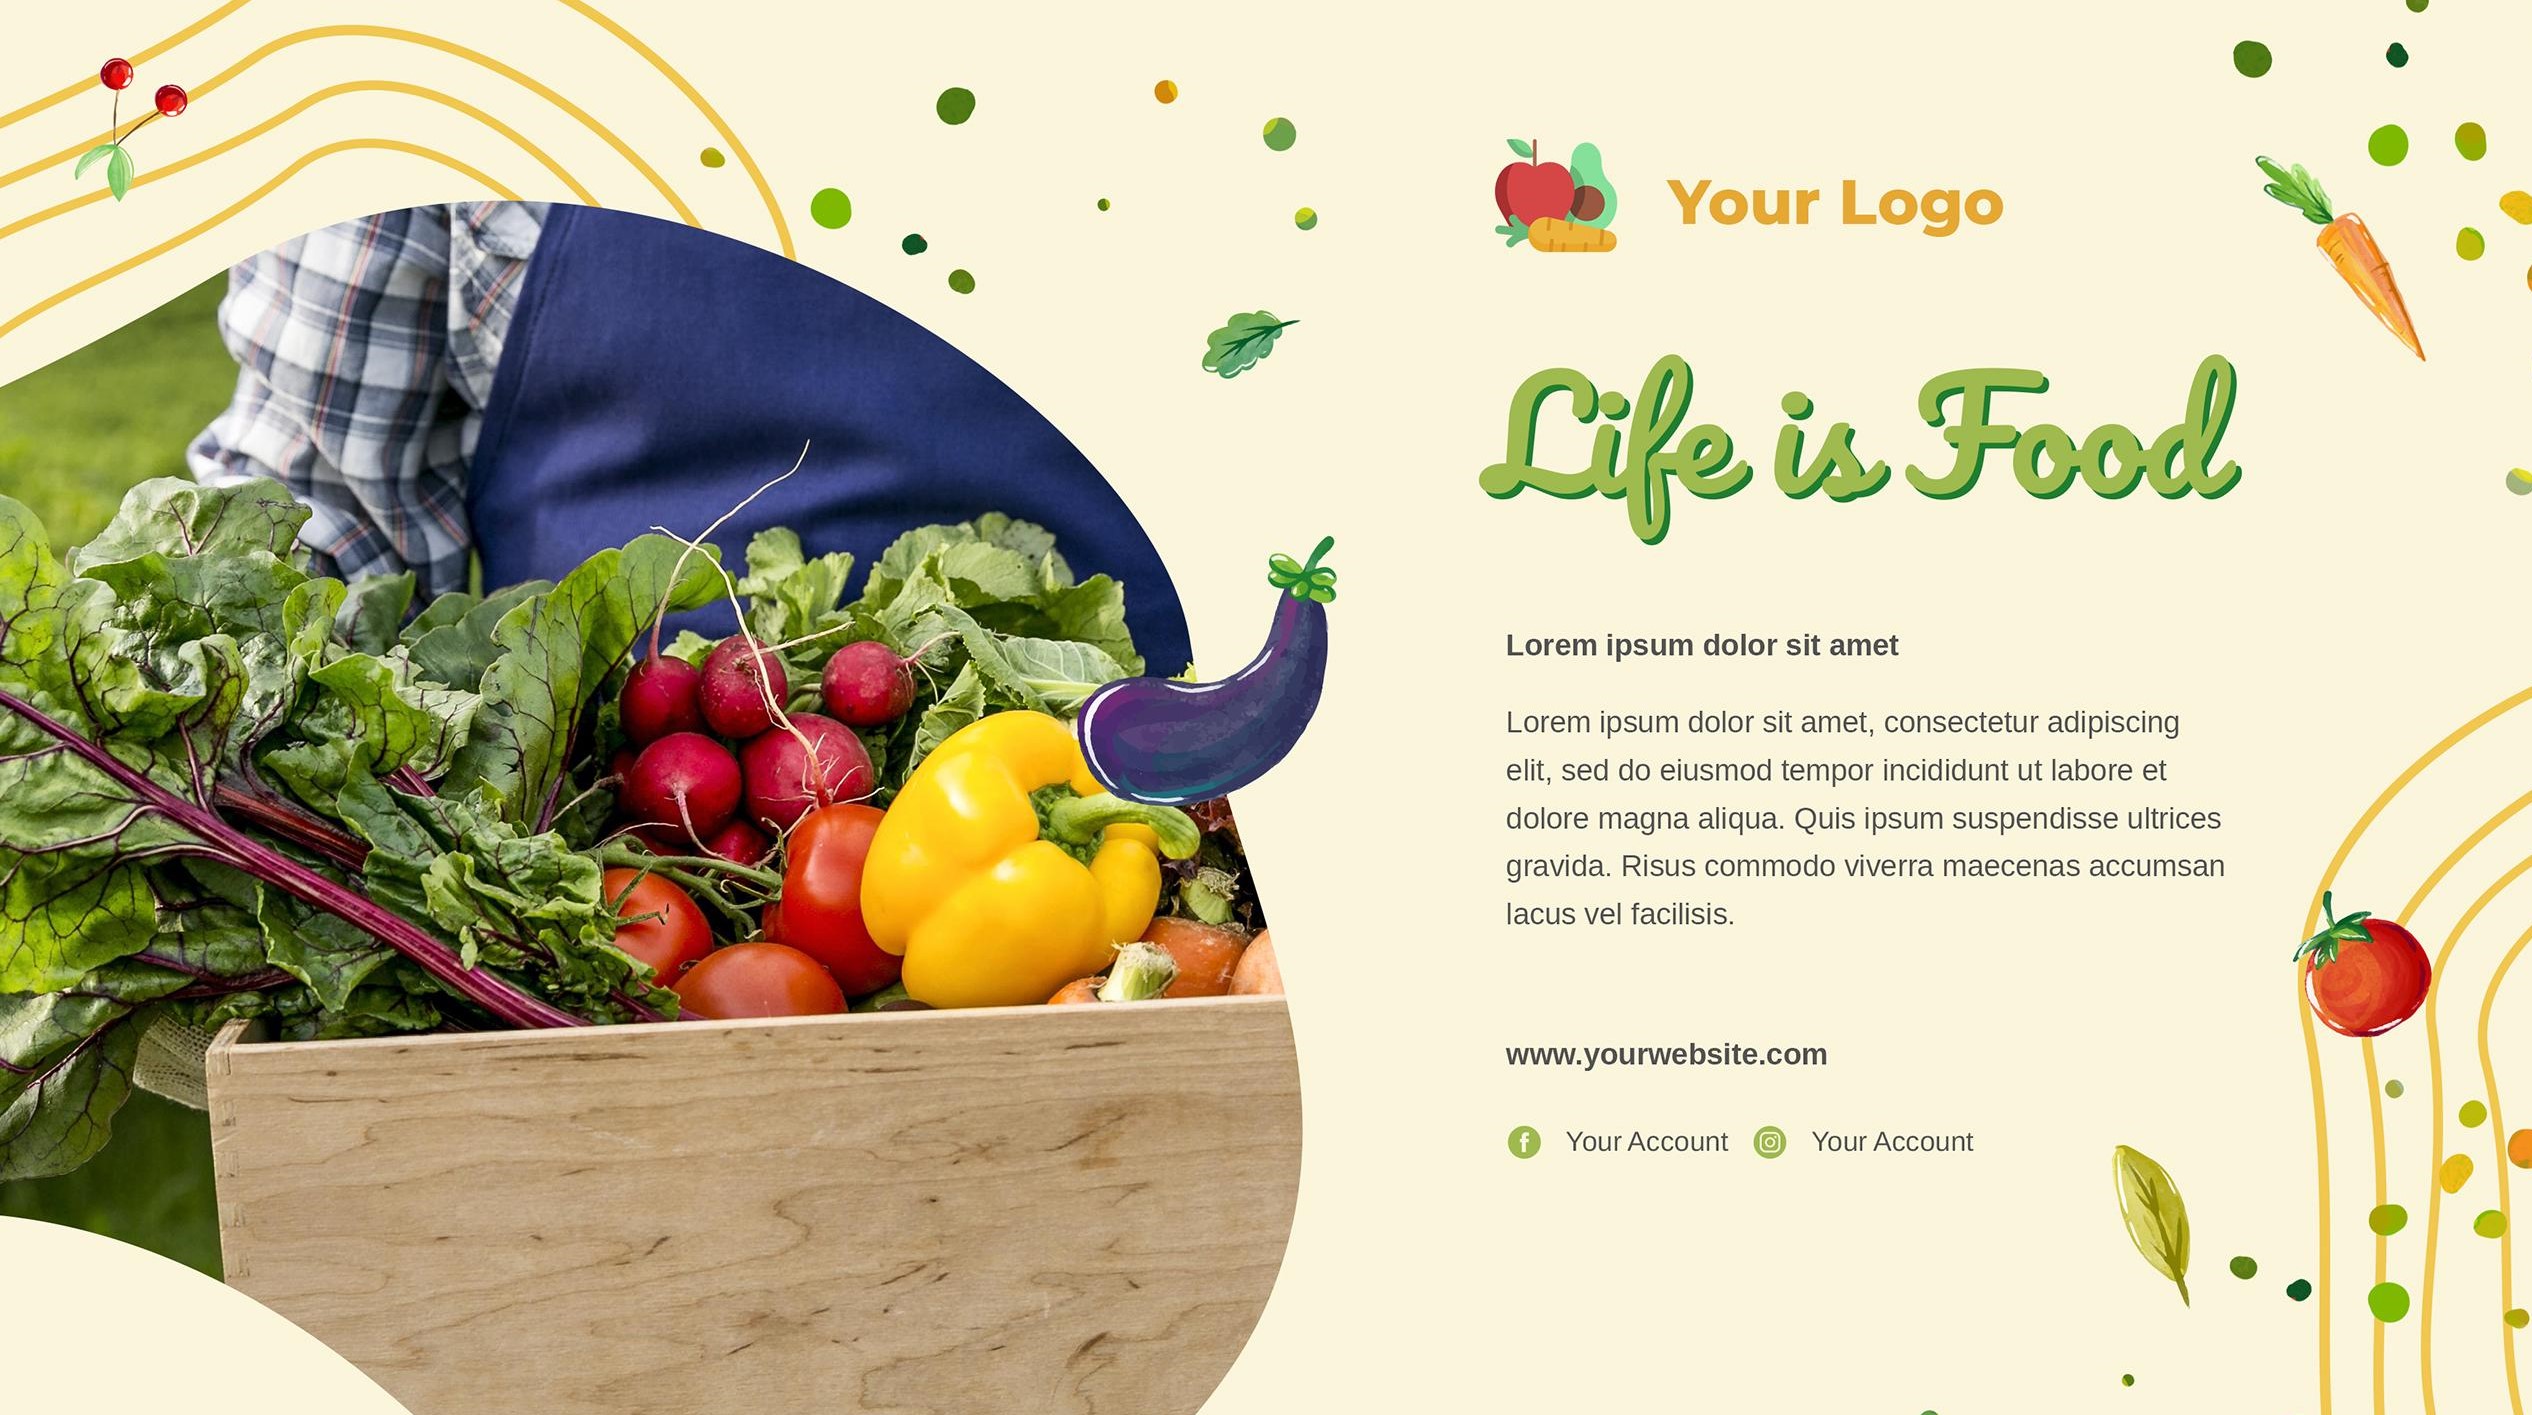 Your Logo
Life is Food
Lorem ipsum dolor sit amet
Lorem ipsum dolor sit amet, consectetur adipiscing
elit, sed do eiusmod tempor incididunt ut labore et
dolore magna aliqua. Quis ipsum suspendisse ultrices
gravida. Risus commodo viverra maecenas accumsan
lacus vel facilisis.
www.yourwebsite.com
Your Account Your Account